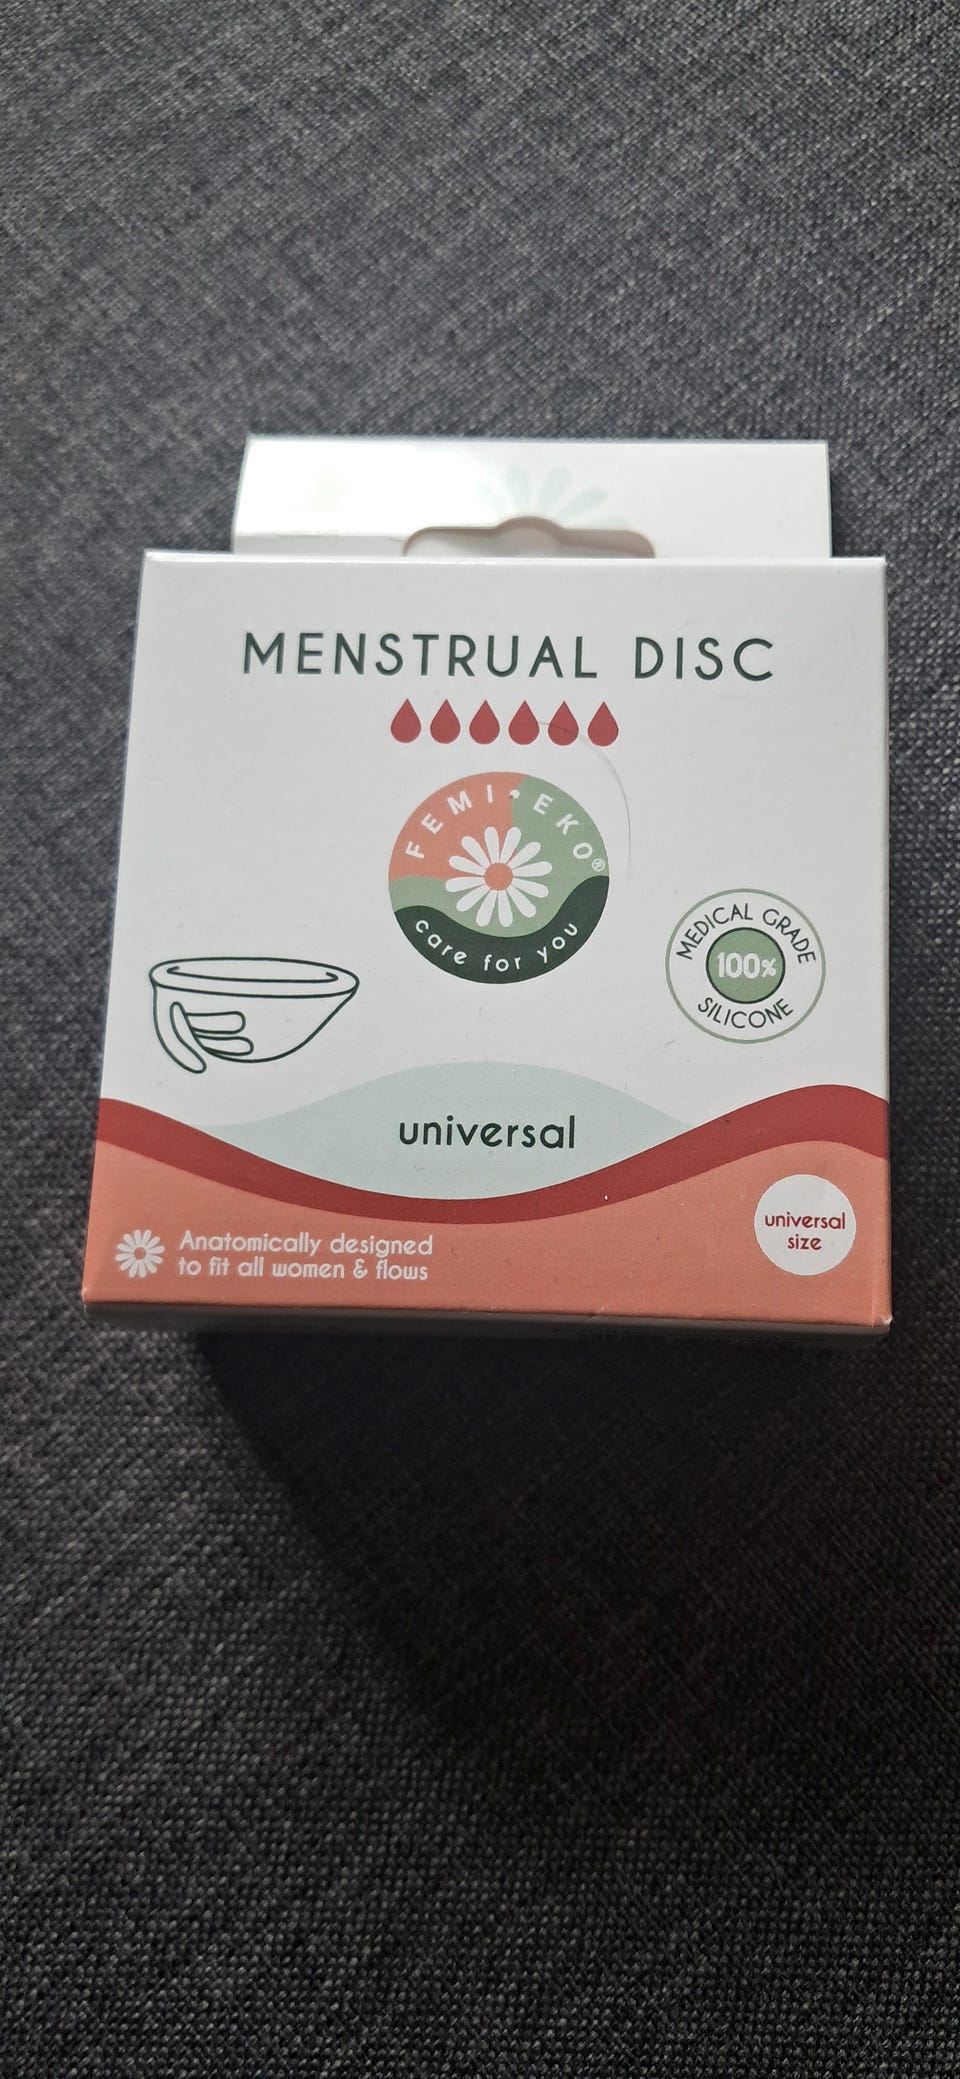 MENSTRUAL DISC
FEMI•EKO®
care for you
MEDICAL GRADE
100%
SILICONE
universal
universal
size
Anatomically designed
to fit all women & flows